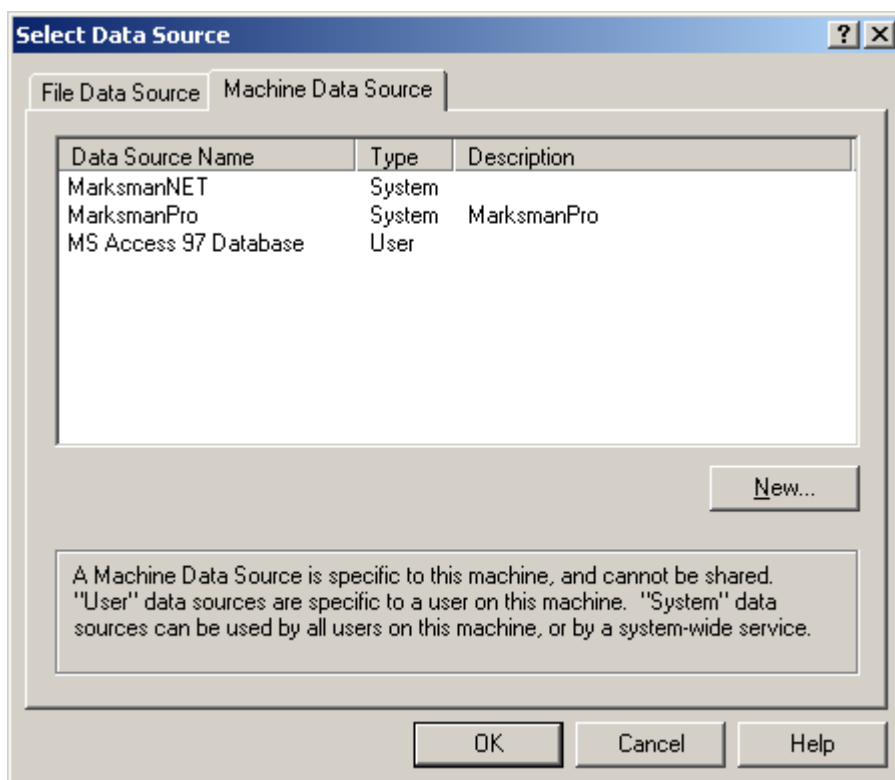 Select Data Source
File Data Source Machine Data Source
Data Source Name Type Description
MarksmanNET System
MarksmanPro System MarksmanPro
MS Access 97 Database User
New...
A Machine Data Source is specific to this machine, and cannot be shared.
"User" data sources are specific to a user on this machine. "System" data
sources can be used by all users on this machine, or by a system-wide service.
OK Cancel Help